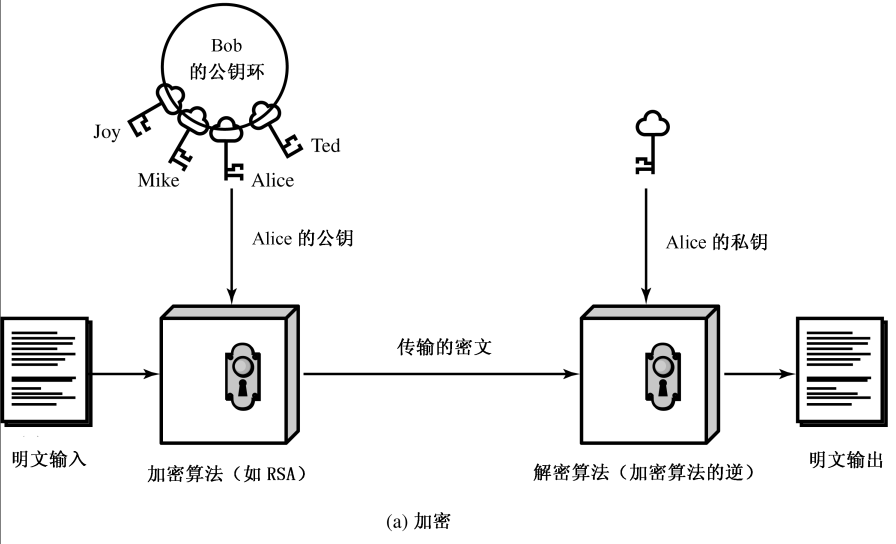 Bob
的公钥环
Joy
Mike
Alice
Ted
Alice 的公钥
Alice 的私钥
传输的密文
明文输入
加密算法（如 RSA）
解密算法（加密算法的逆）
明文输出
(a) 加密